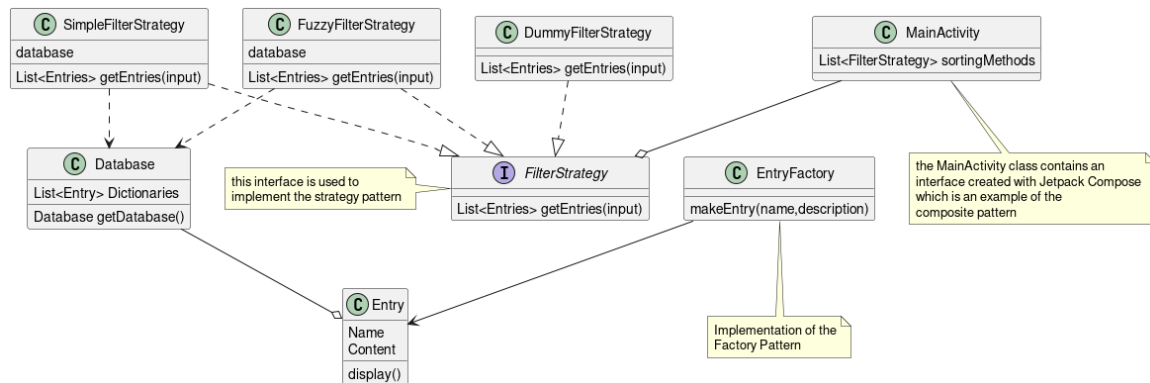 C SimpleFilterStrategy
database
List<Entries> getEntries(input)
C FuzzyFilterStrategy
database
List<Entries> getEntries(input)
C DummyFilterStrategy
List<Entries> getEntries(input)
C MainActivity
List<FilterStrategy> sortingMethods
C Database
List<Entry> Dictionaries
Database getDatabase()
this interface is used to
implement the strategy pattern
I FilterStrategy
List<Entries> getEntries(input)
C EntryFactory
makeEntry(name,description)
the MainActivity class contains an
interface created with Jetpack Compose
which is an example of the
composite pattern
C Entry
Name
Content
display()
Implementation of the
Factory Pattern